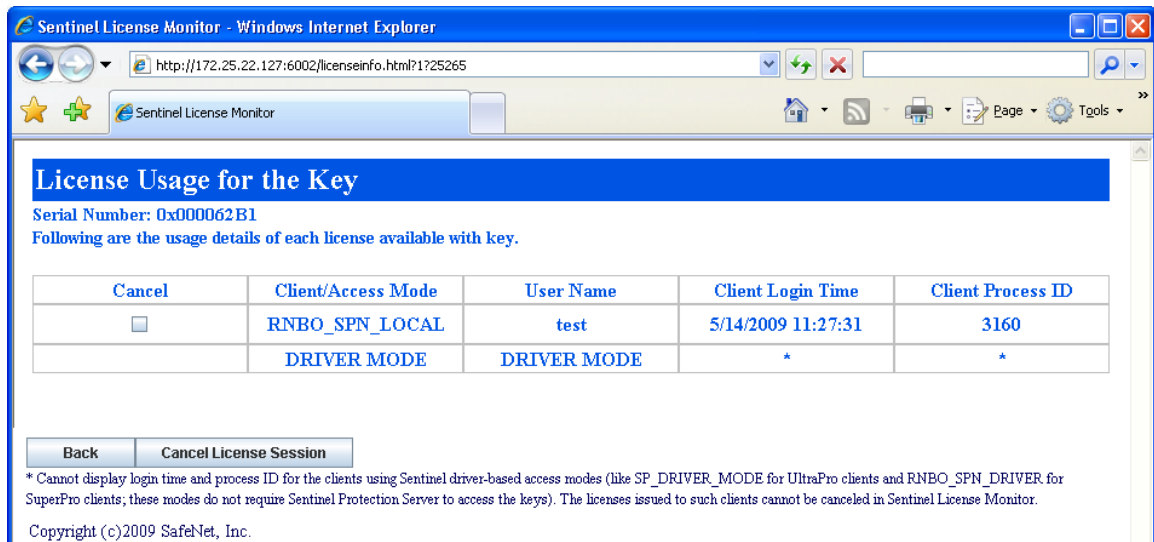 Sentinel License Monitor - Windows Internet Explorer
http://172.25.22.127:6002/licenseinfo.html?1?25265
Sentinel License Monitor
Page
Tools
»
License Usage for the Key
Serial Number: 0x000062B1
Following are the usage details of each license available with key.
Cancel Client/Access Mode User Name Client Login Time Client Process ID
RNBO_SPN_LOCAL test 5/14/2009 11:27:31 3160
DRIVER MODE DRIVER MODE * *
Back Cancel License Session
* Cannot display login time and process ID for the clients using Sentinel driver-based access modes (like SP_DRIVER_MODE for UltraPro clients and RNBO_SPN_DRIVER for
SuperPro clients; these modes do not require Sentinel Protection Server to access the keys). The licenses issued to such clients cannot be canceled in Sentinel License Monitor.
Copyright (c)2009 SafeNet, Inc.